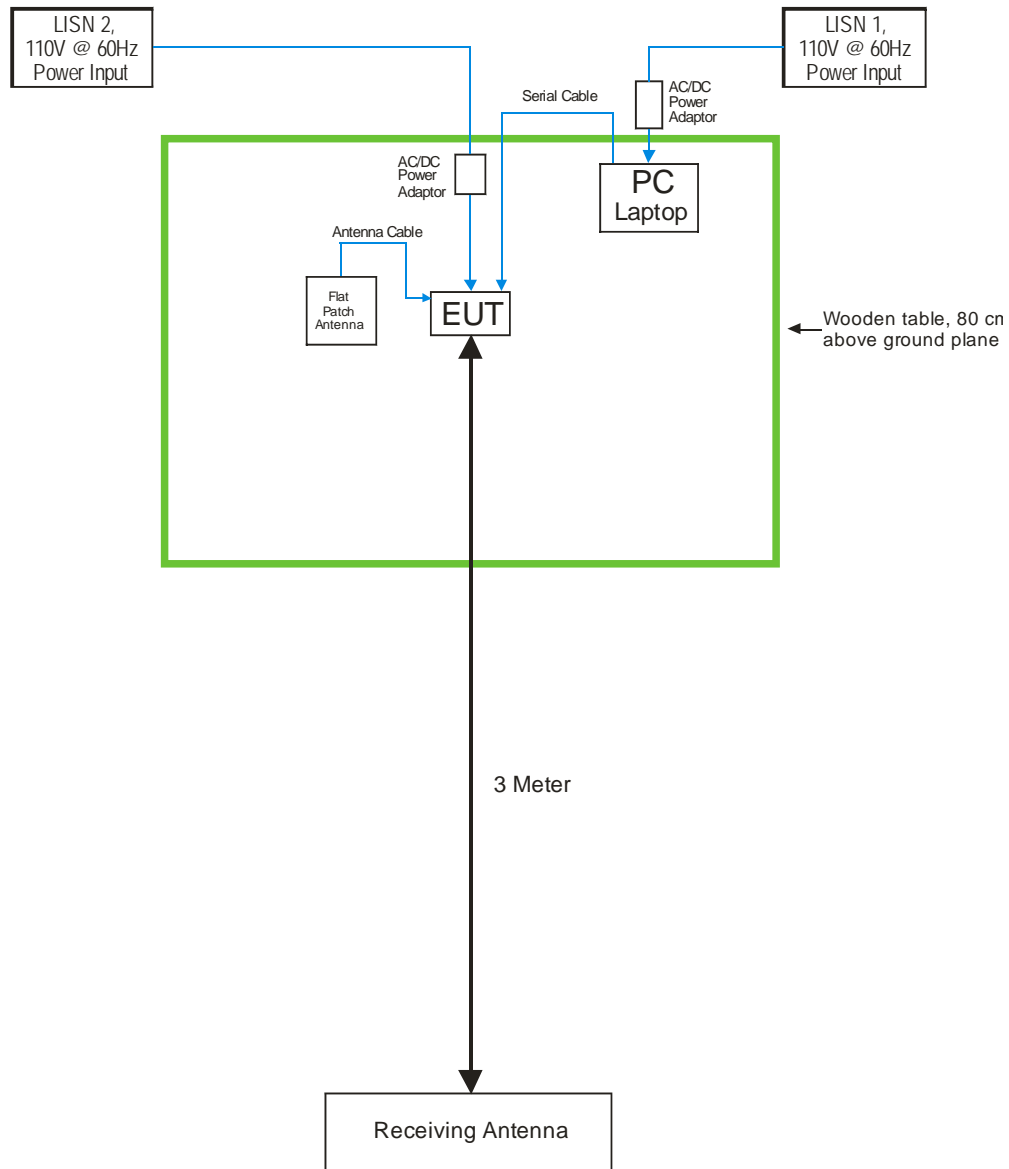 LISN 2,
110V @ 60Hz
Power Input
LISN 1,
110V @ 60Hz
Power Input
Serial Cable
AC/DC
Power
Adaptor
AC/DC
Power
Adaptor
PC
Laptop
Antenna Cable
Flat
Patch
Antenna
EUT
Wooden table, 80 cm
above ground plane
3 Meter
Receiving Antenna